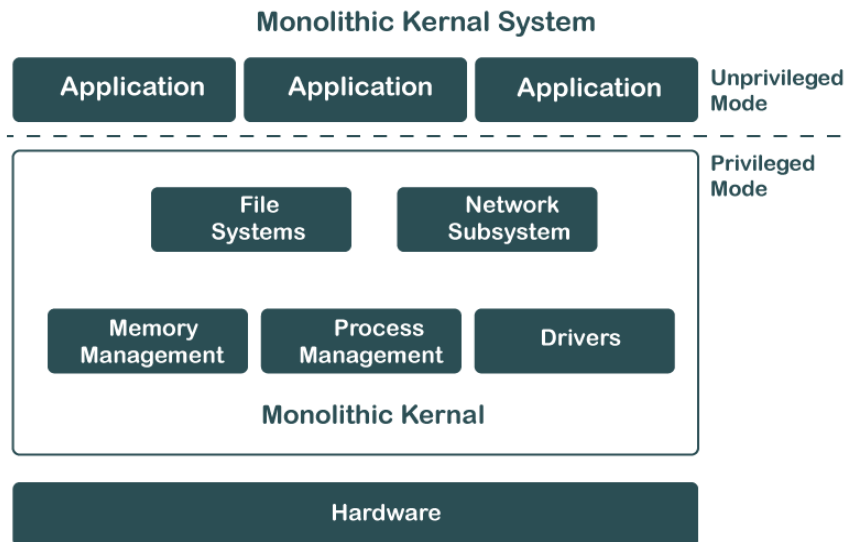 Monolithic Kernal System
Application
Application
Application
Unprivileged
Mode
Privileged
Mode
File
Systems
Network
Subsystem
Memory
Management
Process
Management
Drivers
Monolithic Kernal
Hardware